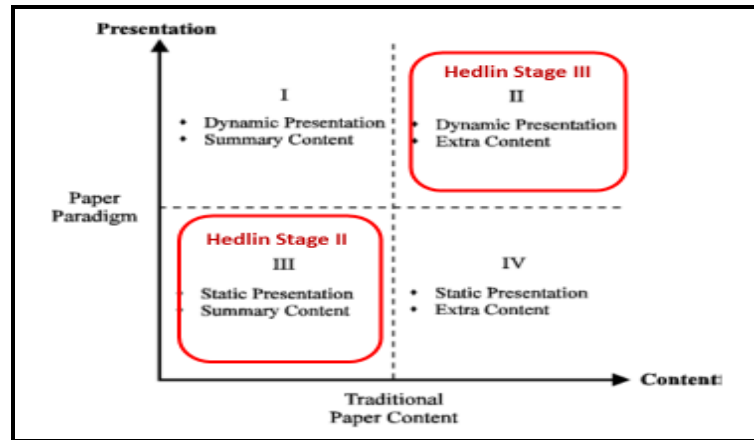 Presentation
Hedlin Stage III
I
II
• Dynamic Presentation
• Summary Content
• Dynamic Presentation
• Extra Content
Paper
Paradigm
Hedlin Stage II
III
IV
• Static Presentation
• Summary Content
• Static Presentation
• Extra Content
Content
Traditional
Paper Content